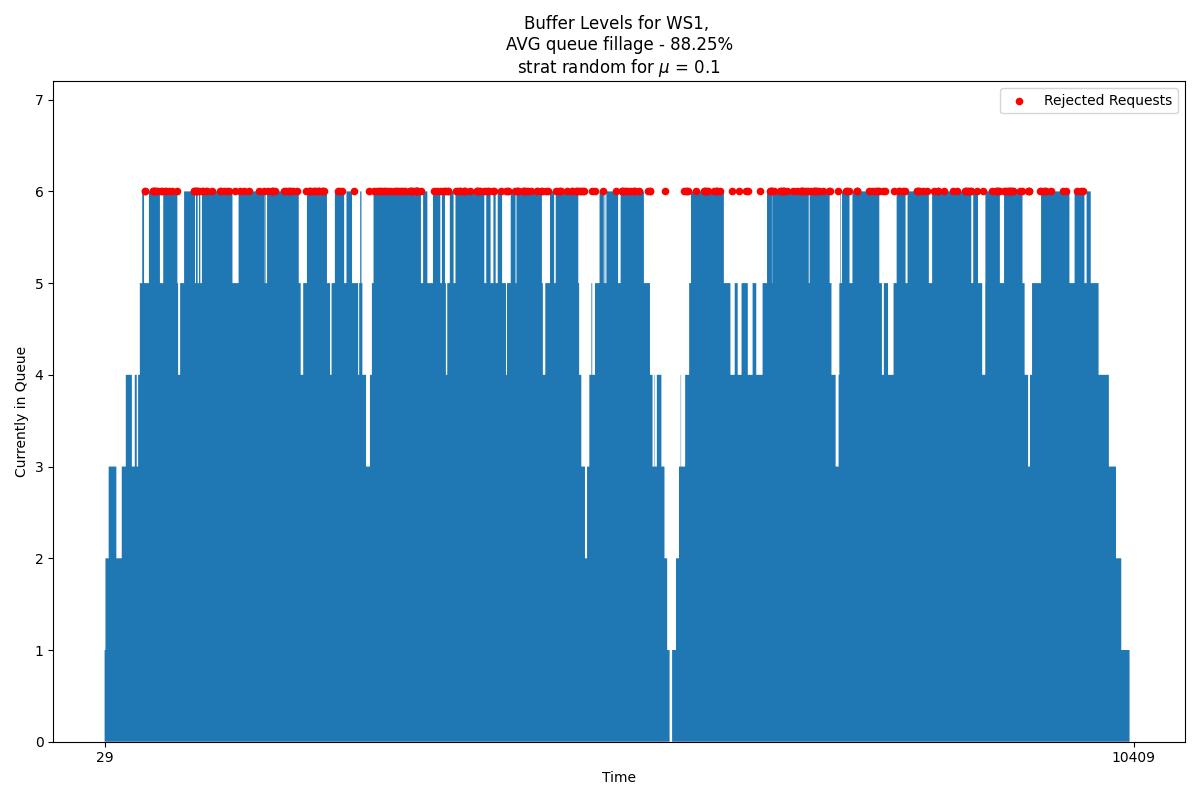 Buffer Levels for WS1,
AVG queue fillage - 88.25%
strat random for μ = 0.1
Rejected Requests
7
6
5
4
3
2
1
0
Currently in Queue
29
10409
Time